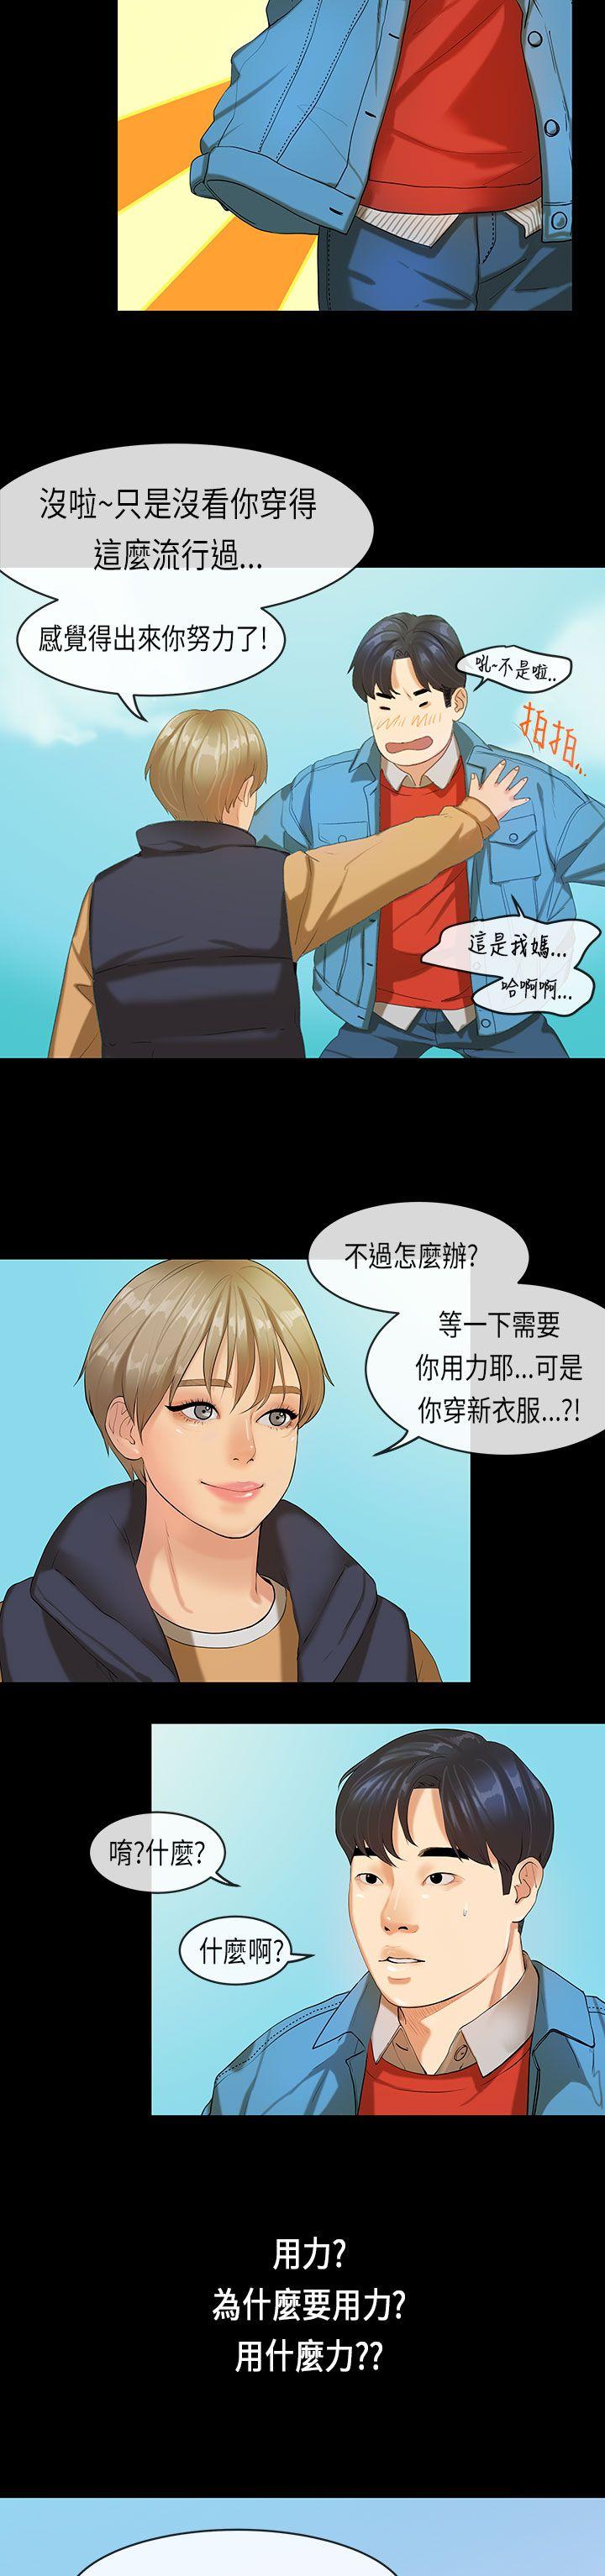 沒啦~只是沒看你穿得
這麼流行過...
感覺得出來你努力了!
吼~不是啦..
拍拍...
這是我媽...
哈啊啊...
不過怎麼辦?
等一下需要
你用力耶...可是
你穿新衣服...?!
唷?什麼?
什麼啊?
用力?
為什麼要用力?
用什麼力??